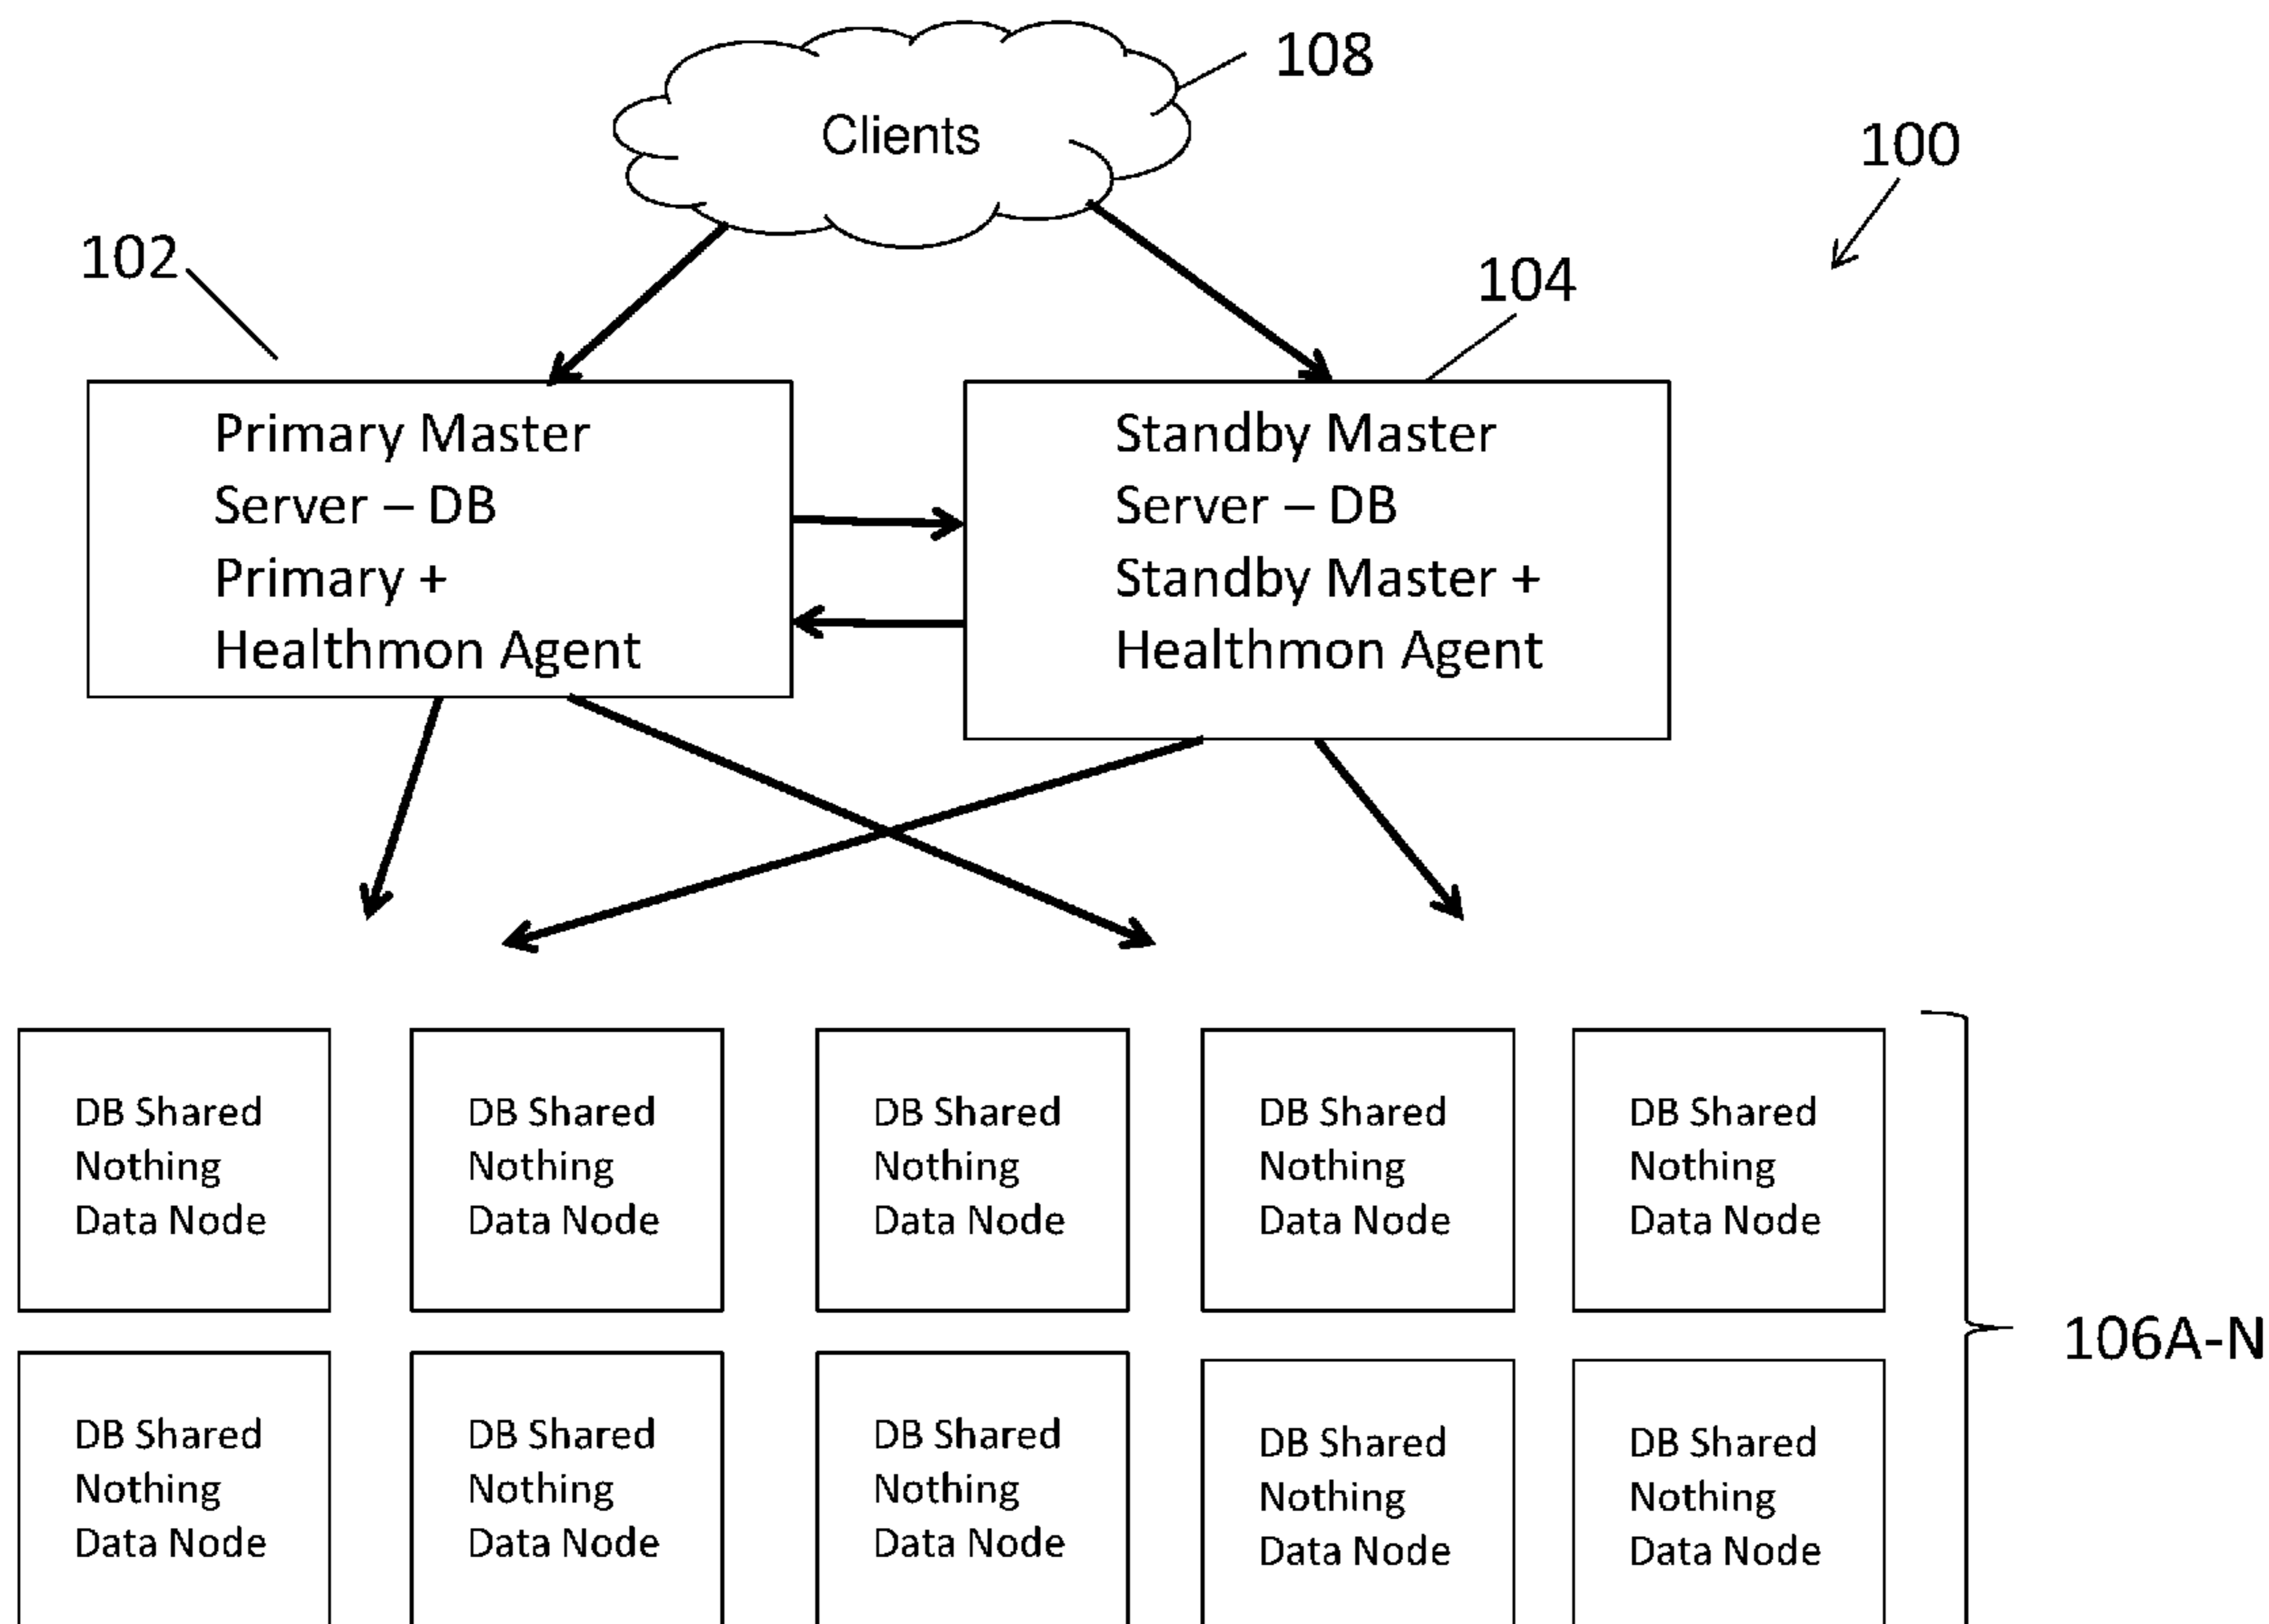 108
Clients
100
102
104
Primary Master
Server – DB
Primary +
Healthmon Agent
Standby Master
Server – DB
Standby Master +
Healthmon Agent
DB Shared
Nothing
Data Node
DB Shared
Nothing
Data Node
DB Shared
Nothing
Data Node
DB Shared
Nothing
Data Node
DB Shared
Nothing
Data Node
106A-N
DB Shared
Nothing
Data Node
DB Shared
Nothing
Data Node
DB Shared
Nothing
Data Node
DB Shared
Nothing
Data Node
DB Shared
Nothing
Data Node